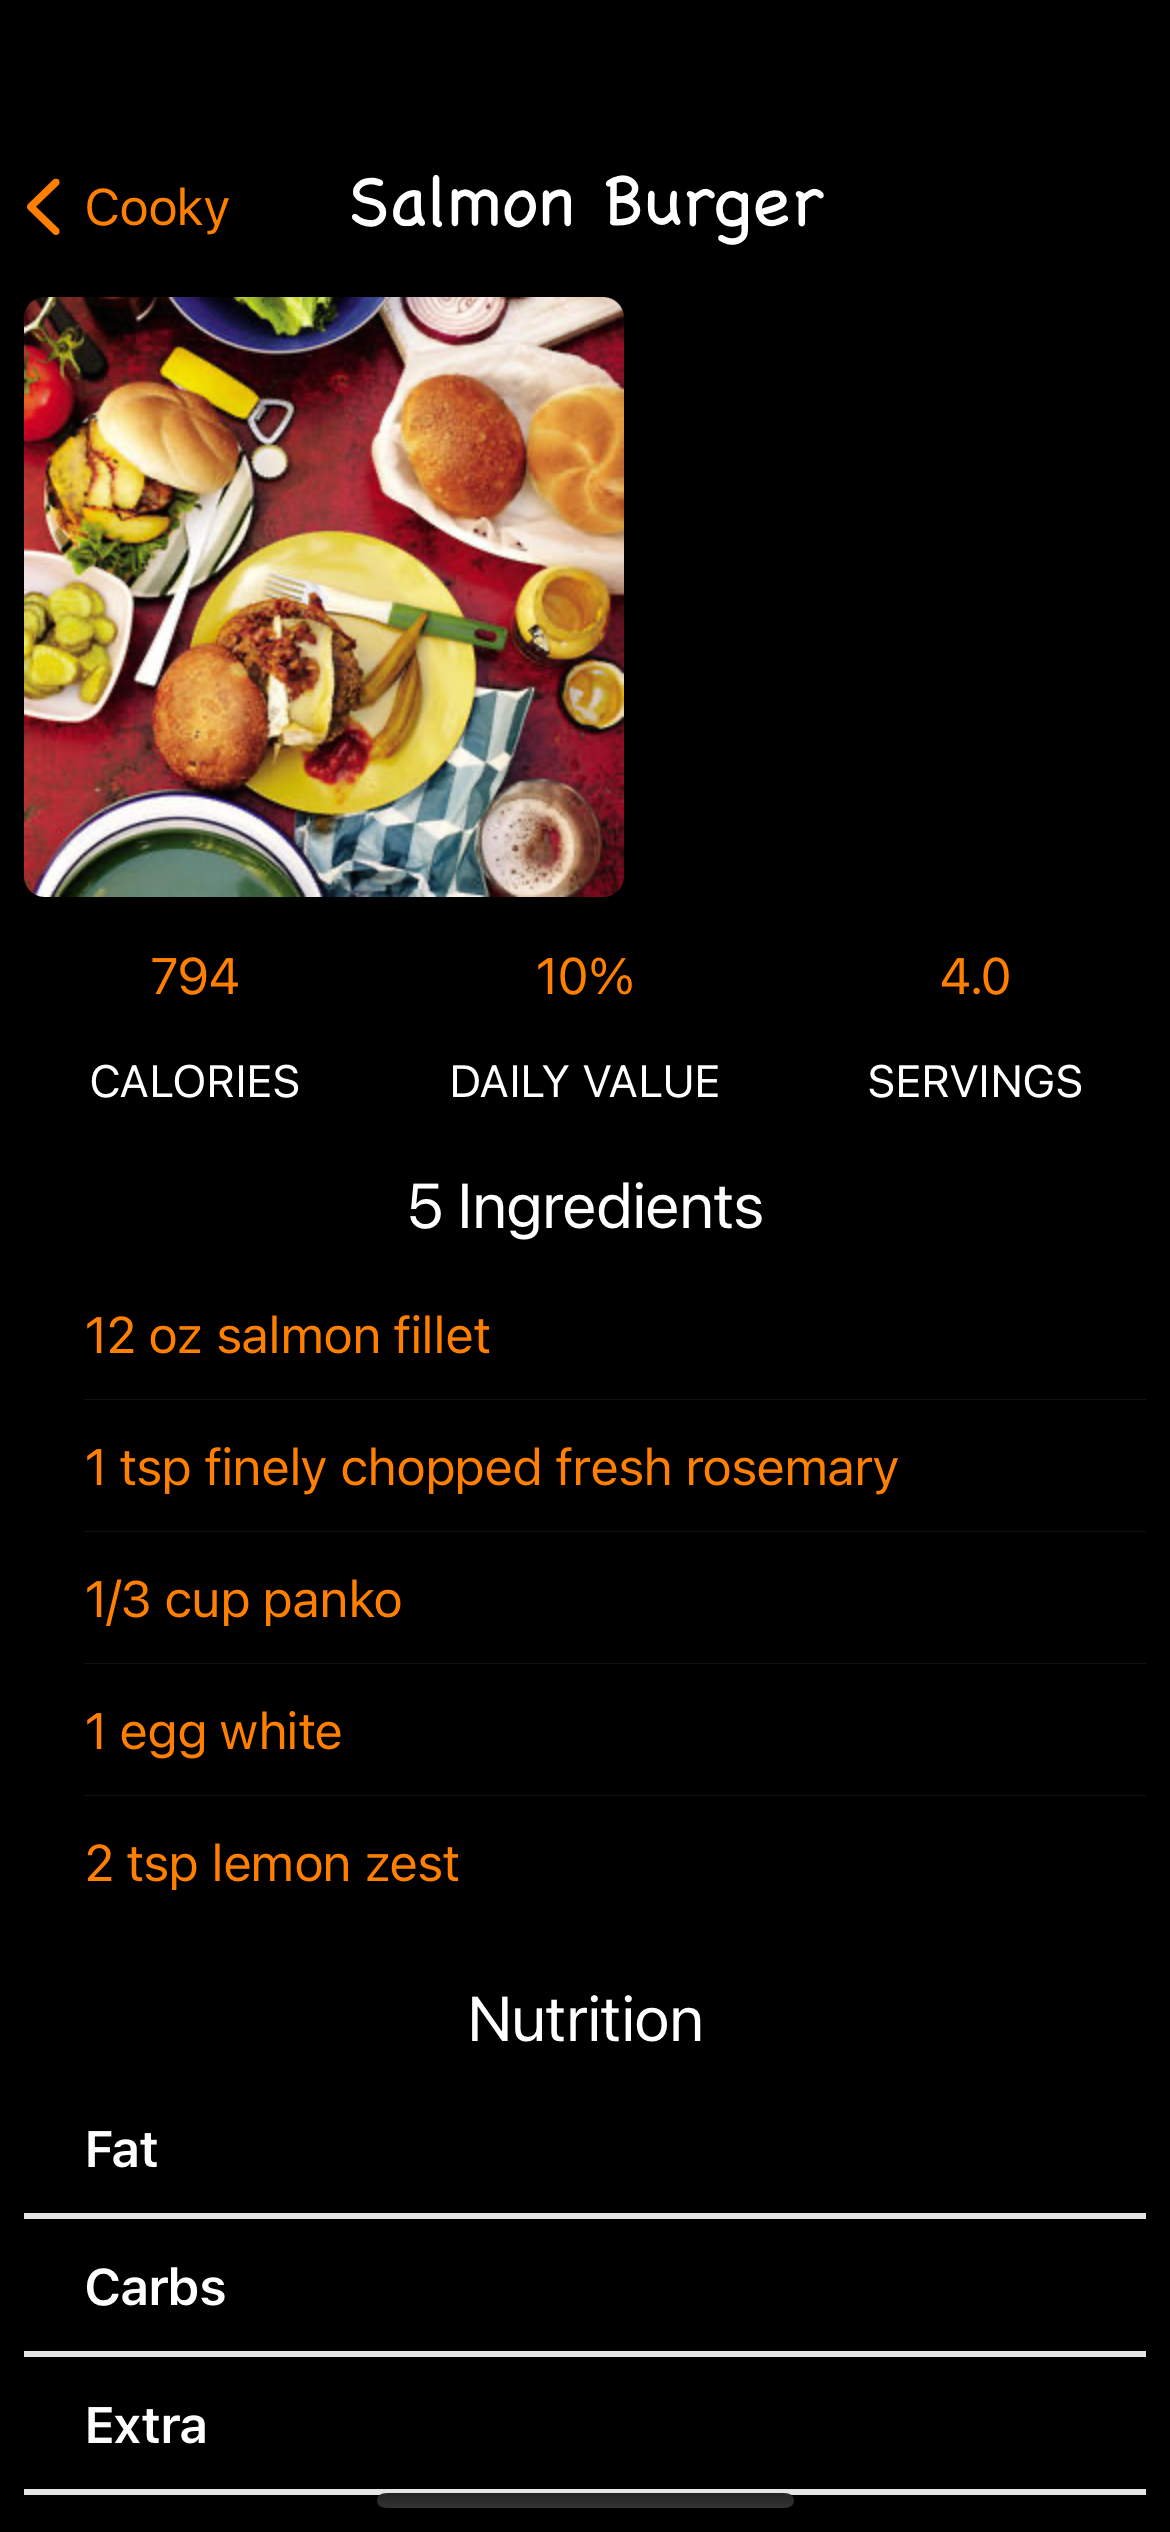 Cooky
Salmon Burger
794
10%
4.0
CALORIES
DAILY VALUE
SERVINGS
5 Ingredients
12 oz salmon fillet
1 tsp finely chopped fresh rosemary
1/3 cup panko
1 egg white
2 tsp lemon zest
Nutrition
Fat
Carbs
Extra